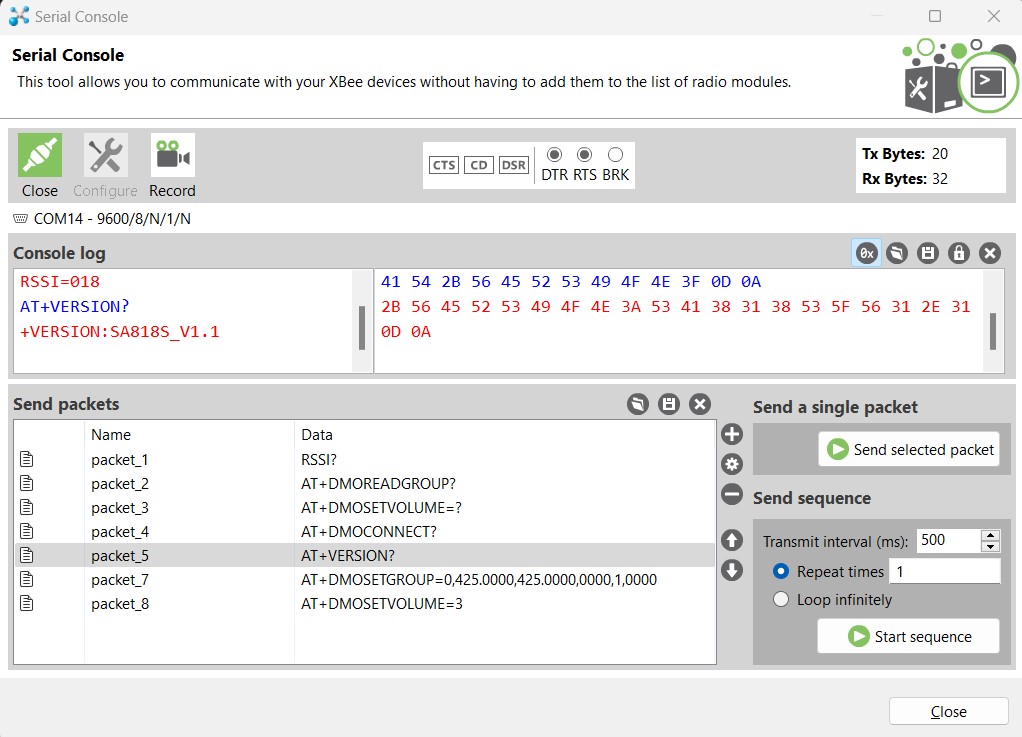 Serial Console
Serial Console
This tool allows you to communicate with your XBee devices without having to add them to the list of radio modules.
Close Configure Record
CTS CD DSR DTR RTS BRK
Tx Bytes: 20
Rx Bytes: 32
COM14 - 9600/8/N/1/N
Console log
0x
RSSI=018
AT+VERSION?
+VERSION:SA818S_V1.1
41 54 2B 56 45 52 53 49 4F 4E 3F 0D 0A
2B 56 45 52 53 49 4F 4E 3A 53 41 38 31 38 53 5F 56 31 2E 31
0D 0A
Send packets
Name Data
packet_1 RSSI?
packet_2 AT+DMOREADGROUP?
packet_3 AT+DMOSETVOLUME=?
packet_4 AT+DMOCONNECT?
packet_5 AT+VERSION?
packet_7 AT+DMOSETGROUP=0,425.0000,425.0000,0000,1,0000
packet_8 AT+DMOSETVOLUME=3
Send a single packet
Send selected packet
Send sequence
Transmit interval (ms): 500
Repeat times 1
Loop infinitely
Start sequence
Close